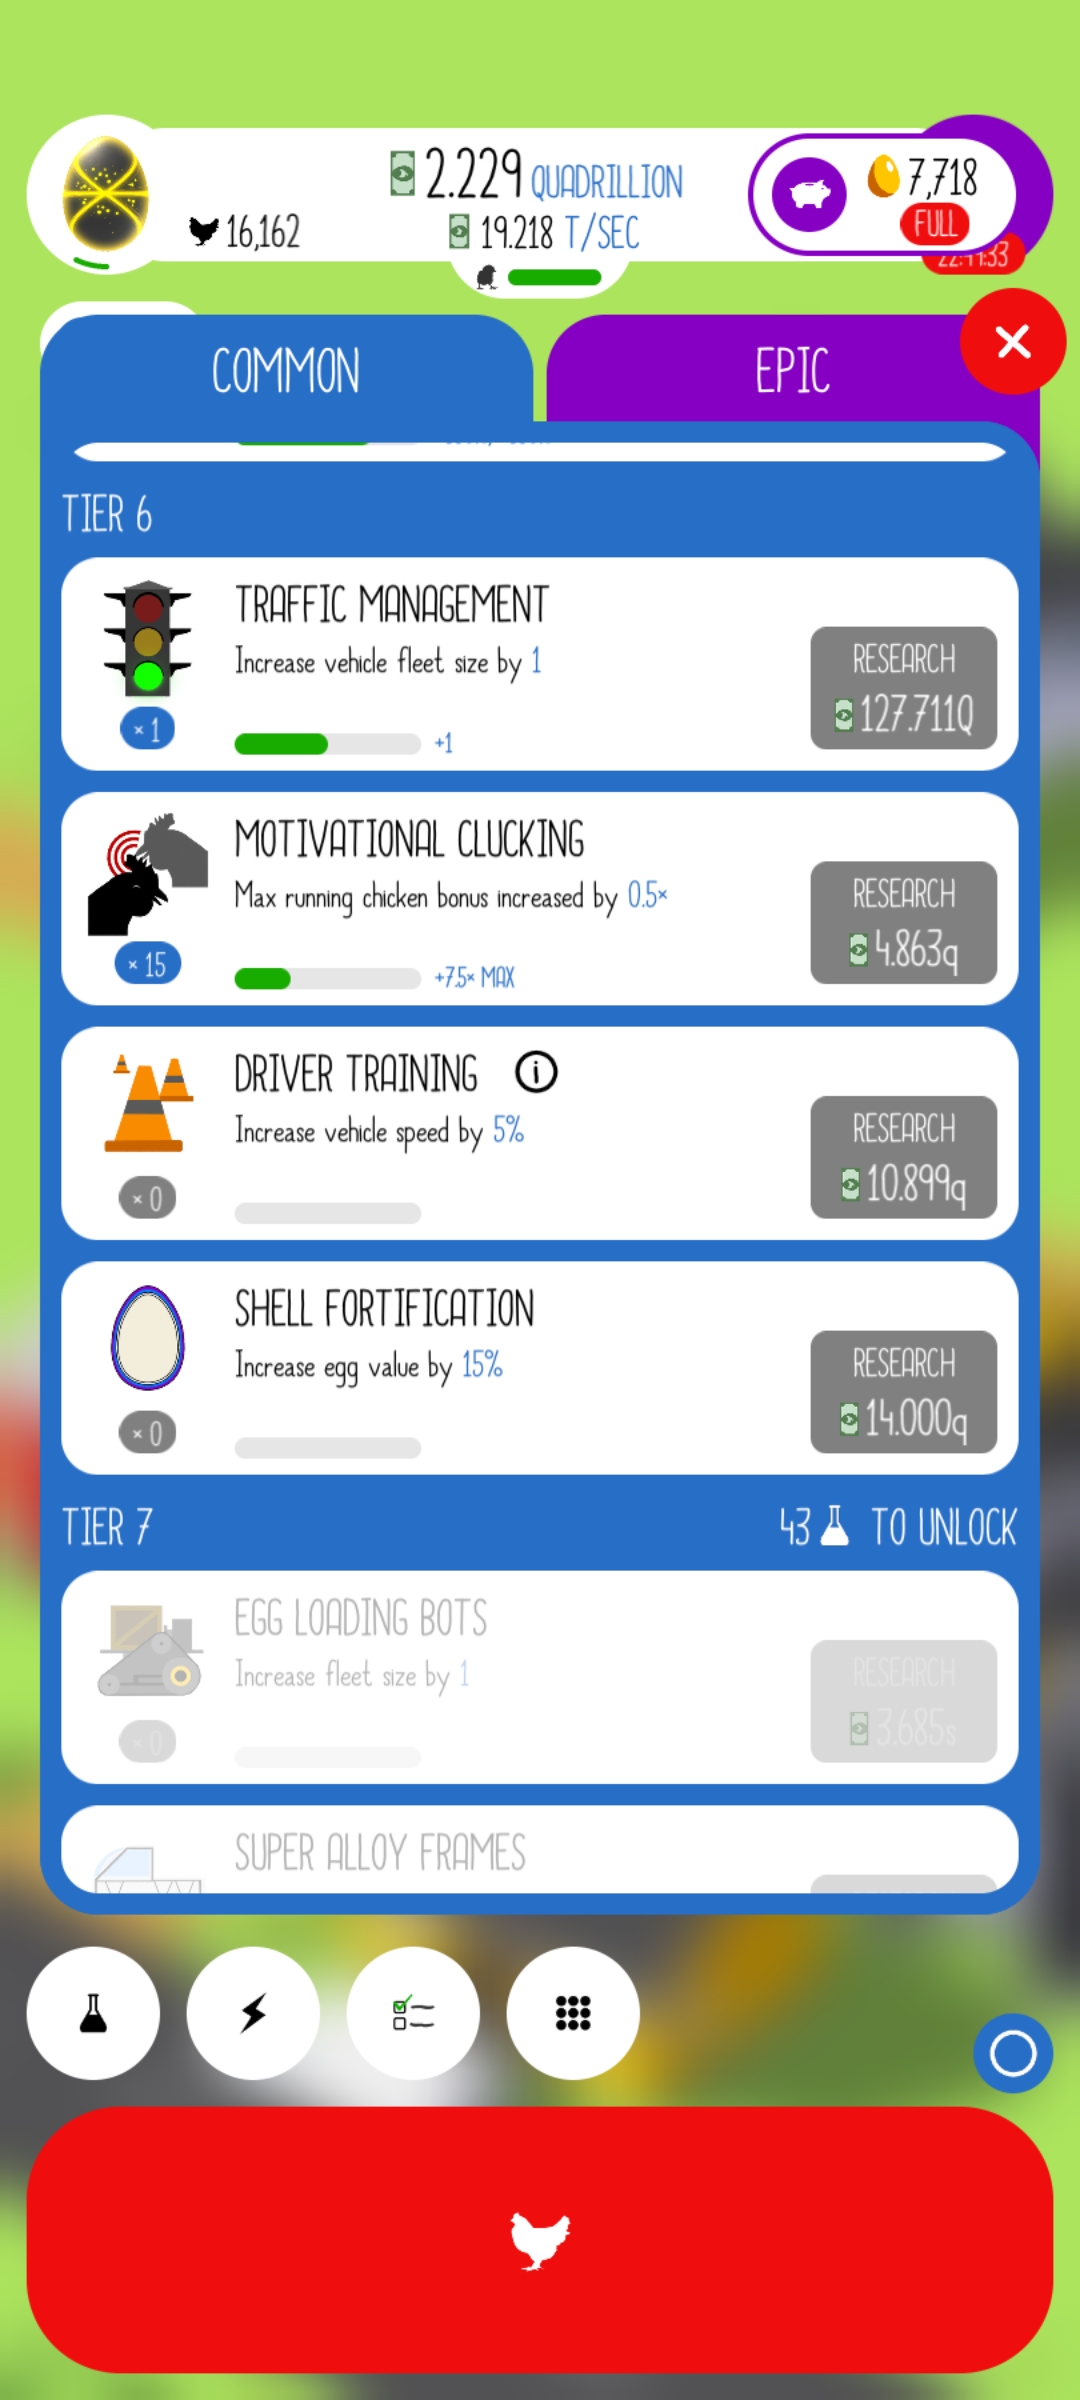 2.229 QUADRILLION
7,718
16,162
19.218 T/SEC
FULL
COMMON
EPIC
TIER 6
TRAFFIC MANAGEMENT
Increase vehicle fleet size by 1
RESEARCH
127.711Q
× 1
+1
MOTIVATIONAL CLUCKING
Max running chicken bonus increased by 0.5×
RESEARCH
4.863q
× 15
+7.5× MAX
DRIVER TRAINING
Increase vehicle speed by 5%
RESEARCH
10.899q
× 0
SHELL FORTIFICATION
Increase egg value by 15%
RESEARCH
14.000q
× 0
TIER 7
43 TO UNLOCK
EGG LOADING BOTS
Increase fleet size by 1
RESEARCH
3.685s
× 0
SUPER ALLOY FRAMES